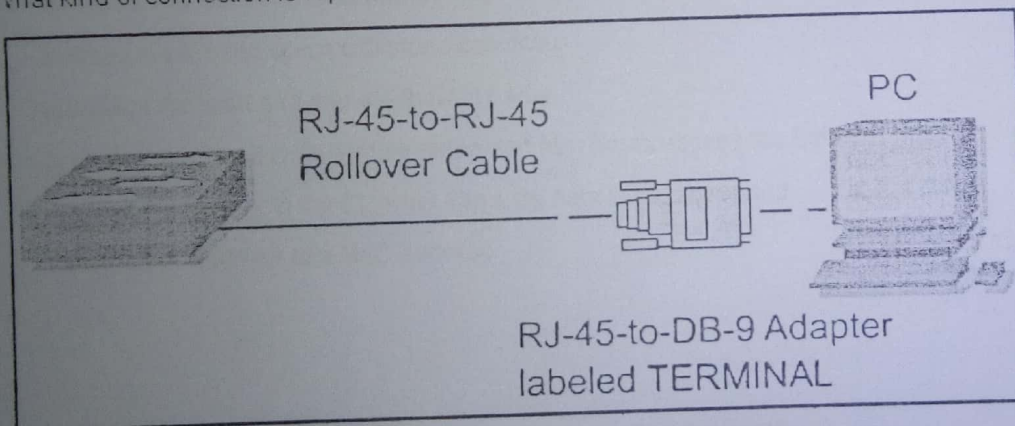 RJ-45-to-RJ-45
Rollover Cable
PC
RJ-45-to-DB-9 Adapter
labeled TERMINAL